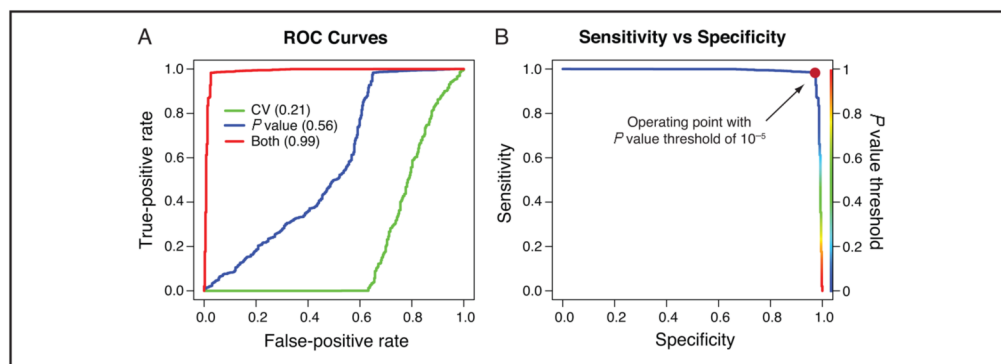 A
ROC Curves
True-positive rate
1.0
0.8
0.6
0.4
0.2
0.0
CV (0.21)
P value (0.56)
Both (0.99)
0.0 0.2 0.4 0.6 0.8 1.0
False-positive rate
B
Sensitivity vs Specificity
Sensitivity
1.0
0.8
0.6
0.4
0.2
0.0
Operating point with
P value threshold of 10⁻⁵
0.0 0.2 0.4 0.6 0.8 1.0
Specificity
1
0.8
0.6
0.4
0.2
0
P value threshold